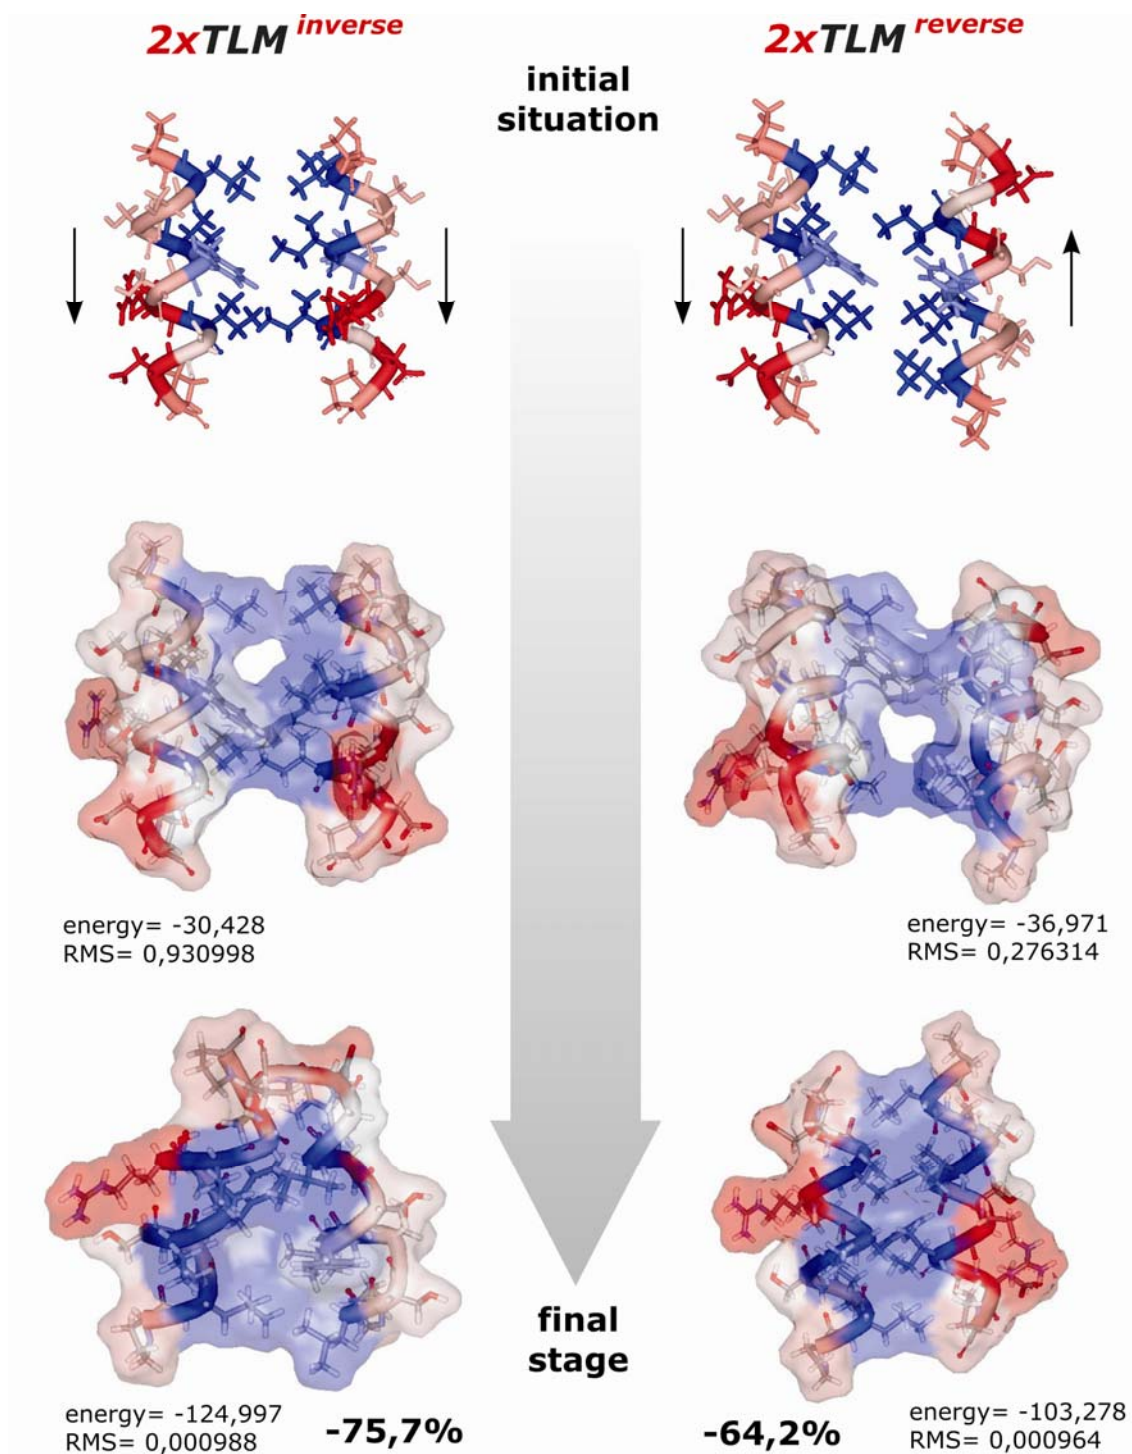 2xTLM inverse
2xTLM reverse
initial
situation
energy= -30,428
RMS= 0,930998
energy= -36,971
RMS= 0,276314
final
stage
energy= -124,997
RMS= 0,000988
-75,7%
-64,2%
energy= -103,278
RMS= 0,000964